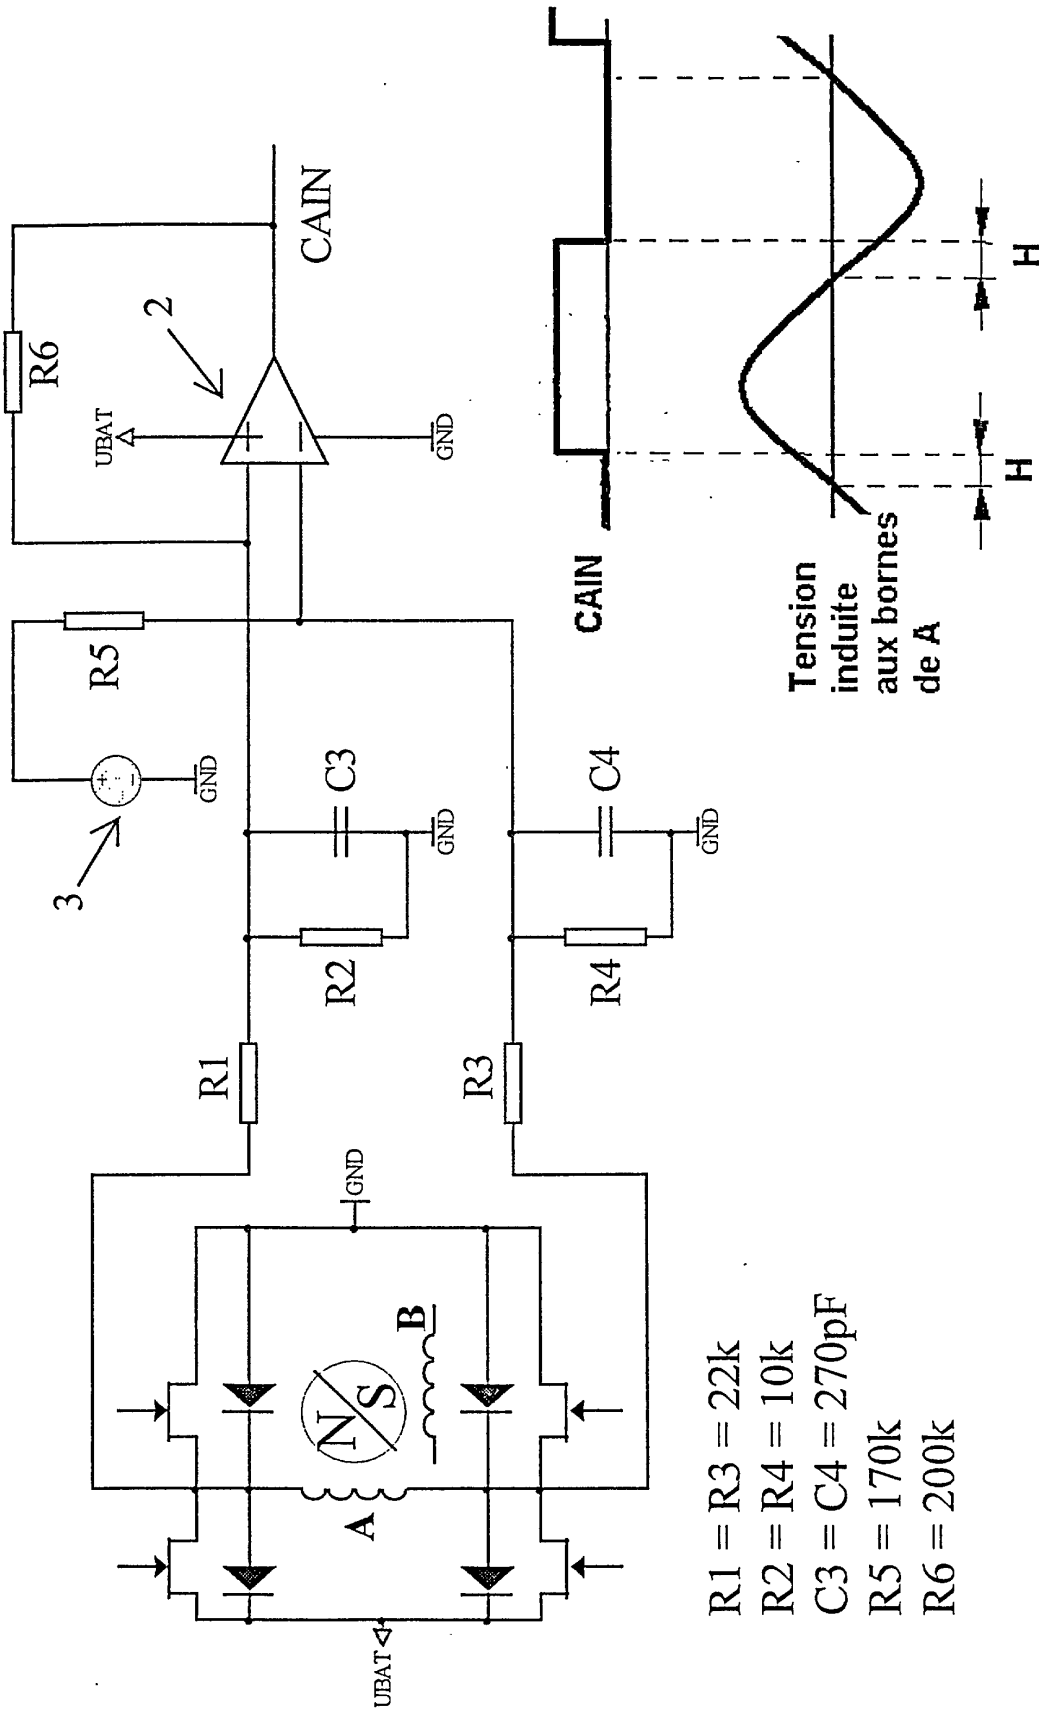 UBAT
A
N
S
B
GND
R1
R3
R2
C3
GND
R4
C4
GND
3
+
−
GND
R5
UBAT
2
R6
GND
CAIN
R1 = R3 = 22k
R2 = R4 = 10k
C3 = C4 = 270pF
R5 = 170k
R6 = 200k
CAIN
Tension
induite
aux bornes
de A
H
H